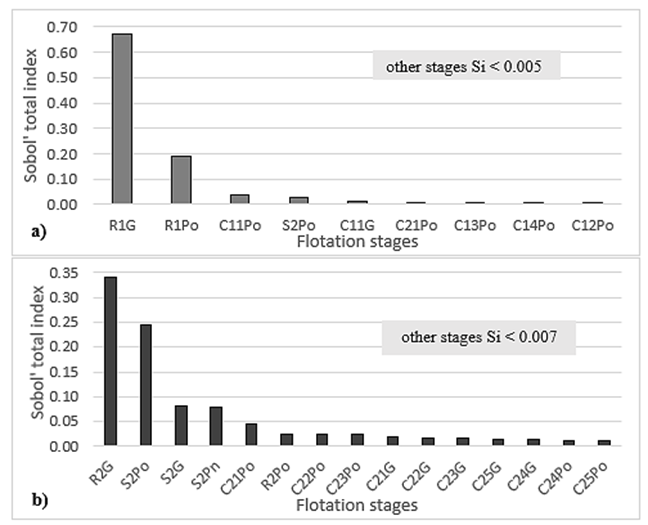 0.70
0.60
0.50
0.40
0.30
0.20
0.10
0.00
Sobol' total index
other stages Si < 0.005
R1G R1Po C11Po S2Po C11G C21Po C13Po C14Po C12Po
a)
Flotation stages
0.35
0.30
0.25
0.20
0.15
0.10
0.05
0.00
Sobol' total index
other stages Si < 0.007
R2G S2Po S2G S2Pn C21Po R2Po C22Po C23Po C21G C22G C23G C25G C24G C24Po C25Po
b)
Flotation stages